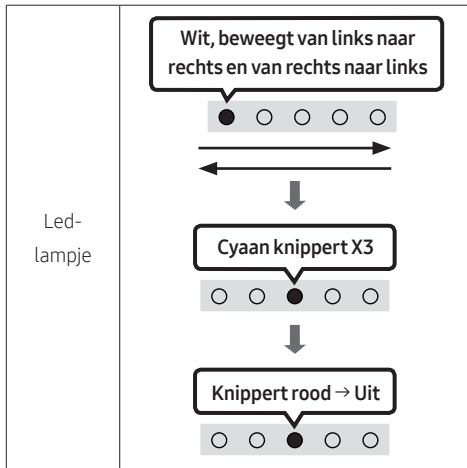 Wit, beweegt van links naar
rechts en van rechts naar links
Led-
lampje
Cyaan knippert X3
Knippert rood → Uit